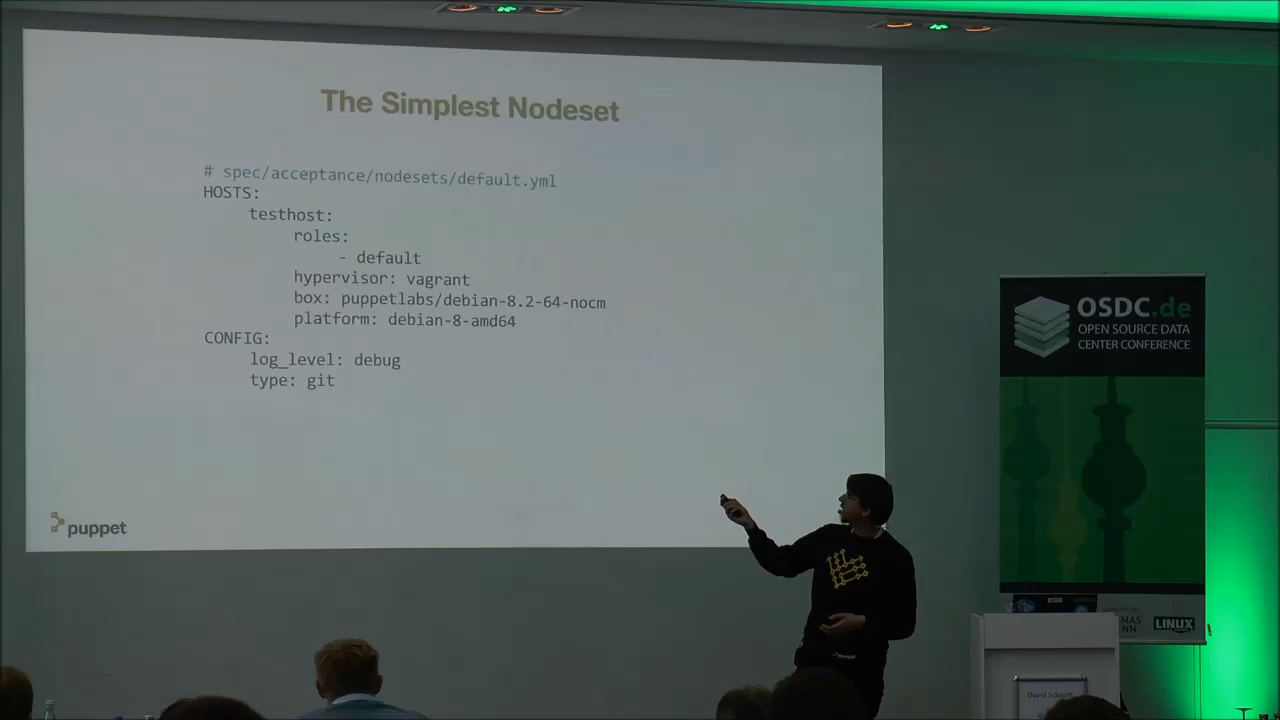 The Simplest Nodeset
# spec/acceptance/nodesets/default.yml
HOSTS:
testhost:
roles:
- default
hypervisor: vagrant
box: puppetlabs/debian-8.2-64-nocm
platform: debian-8-amd64
CONFIG:
log_level: debug
type: git
puppet
OSDC.de
OPEN SOURCE DATA
CENTER CONFERENCE
LINUX
David Schmitt